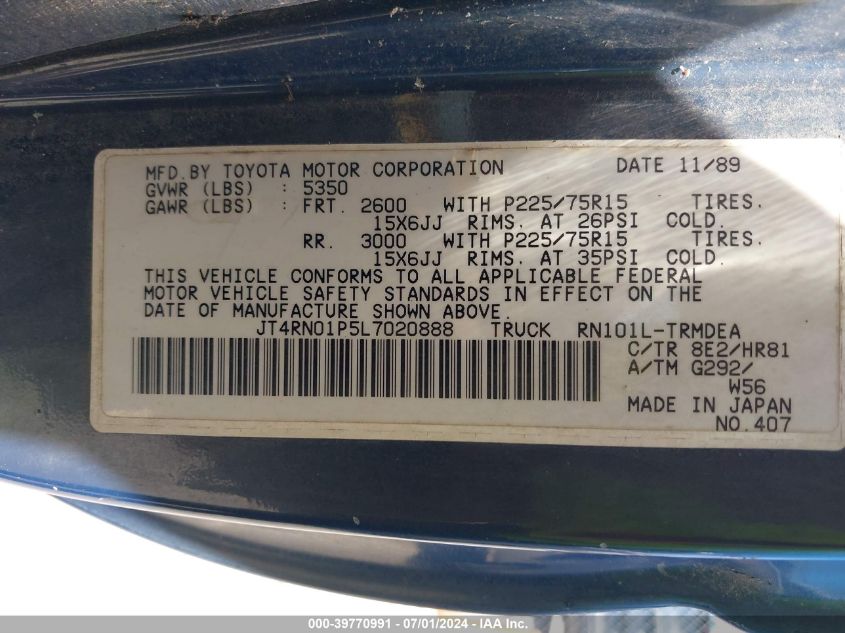 MFD.BY TOYOTA MOTOR CORPORATION DATE 11/89
GVWR (LBS) : 5350
GAWR (LBS) : FRT. 2600 WITH P225/75R15 TIRES.
15X6JJ RIMS. AT 26PSI COLD.
RR. 3000 WITH P225/75R15 TIRES.
15X6JJ RIMS. AT 35PSI COLD.
THIS VEHICLE CONFORMS TO ALL APPLICABLE FEDERAL
MOTOR VEHICLE SAFETY STANDARDS IN EFFECT ON THE
DATE OF MANUFACTURE SHOWN ABOVE.
JT4RN01P5L7020888 TRUCK RN101L-TRMDEA
C/TR 8E2/HR81
A/TM G292/
W56
MADE IN JAPAN
NO.407
000-39770991 - 07/01/2024 - IAA Inc.